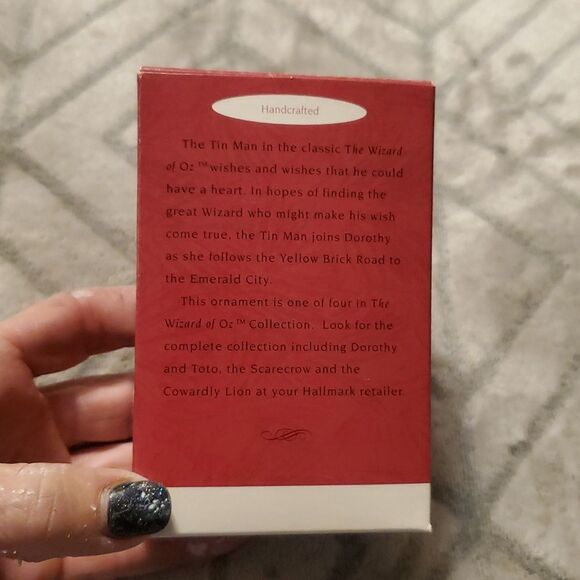 Handcrafted
The Tin Man in the classic The Wizard
of Oz ™ wishes and wishes that he could
have a heart. In hopes of finding the
great Wizard who might make his wish
come true, the Tin Man joins Dorothy
as she follows the Yellow Brick Road to
the Emerald City.
This ornament is one of four in The
Wizard of Oz™ Collection. Look for the
complete collection including Dorothy
and Toto, the Scarecrow and the
Cowardly Lion at your Hallmark retailer.